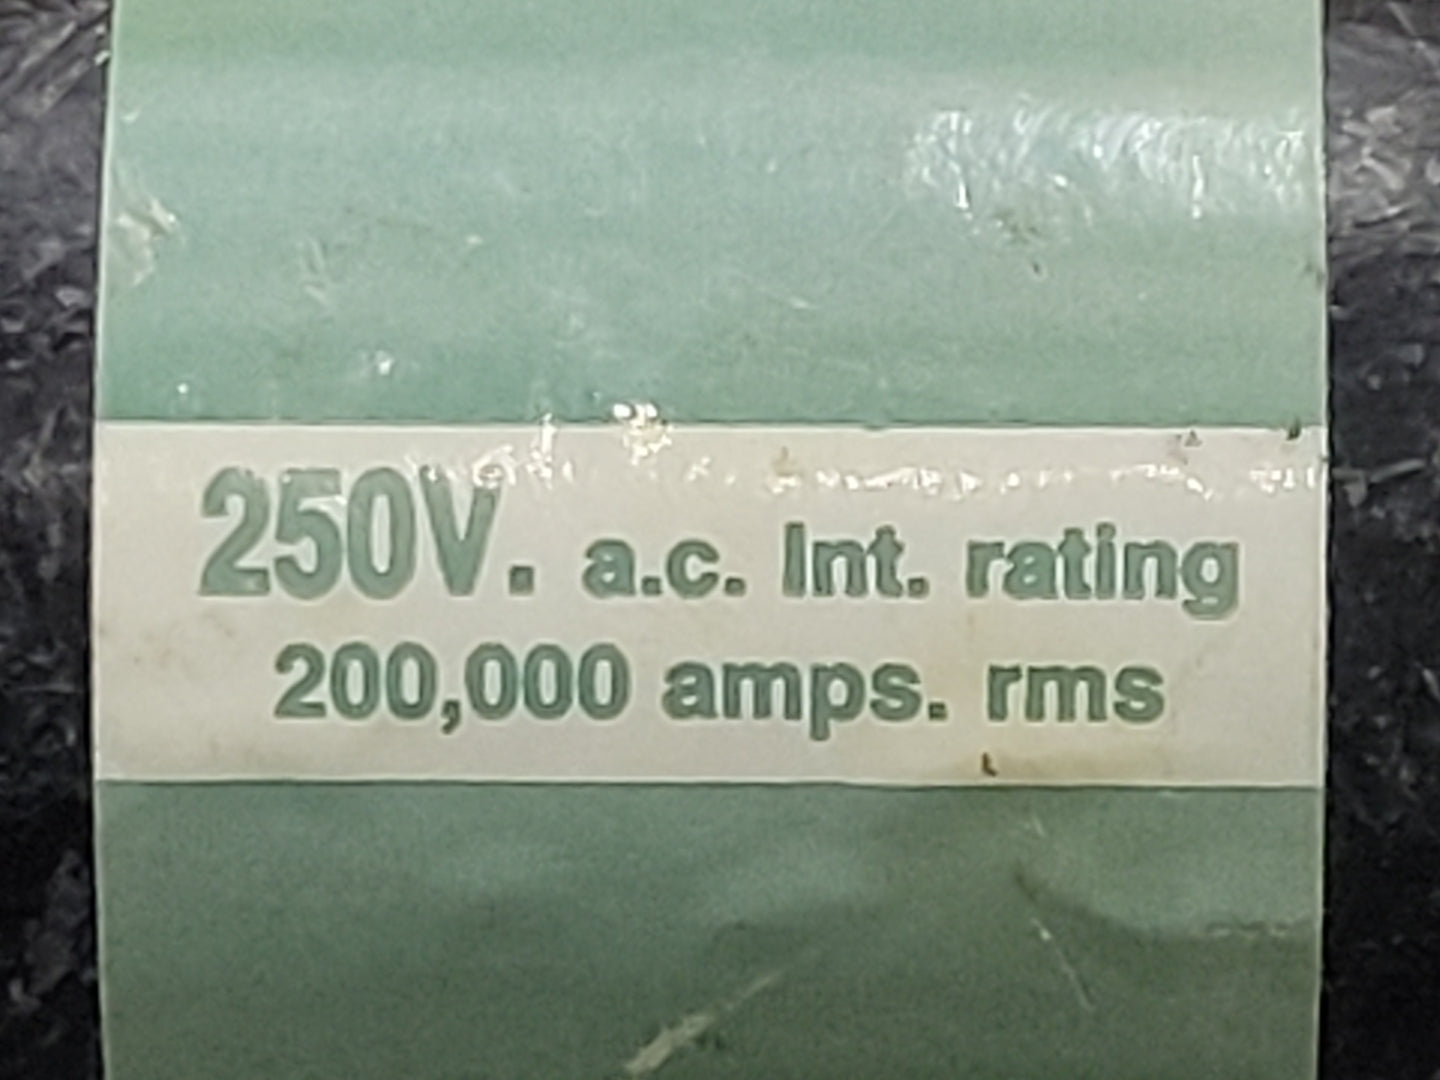 250V. a.c. Int. rating
200,000 amps. rms